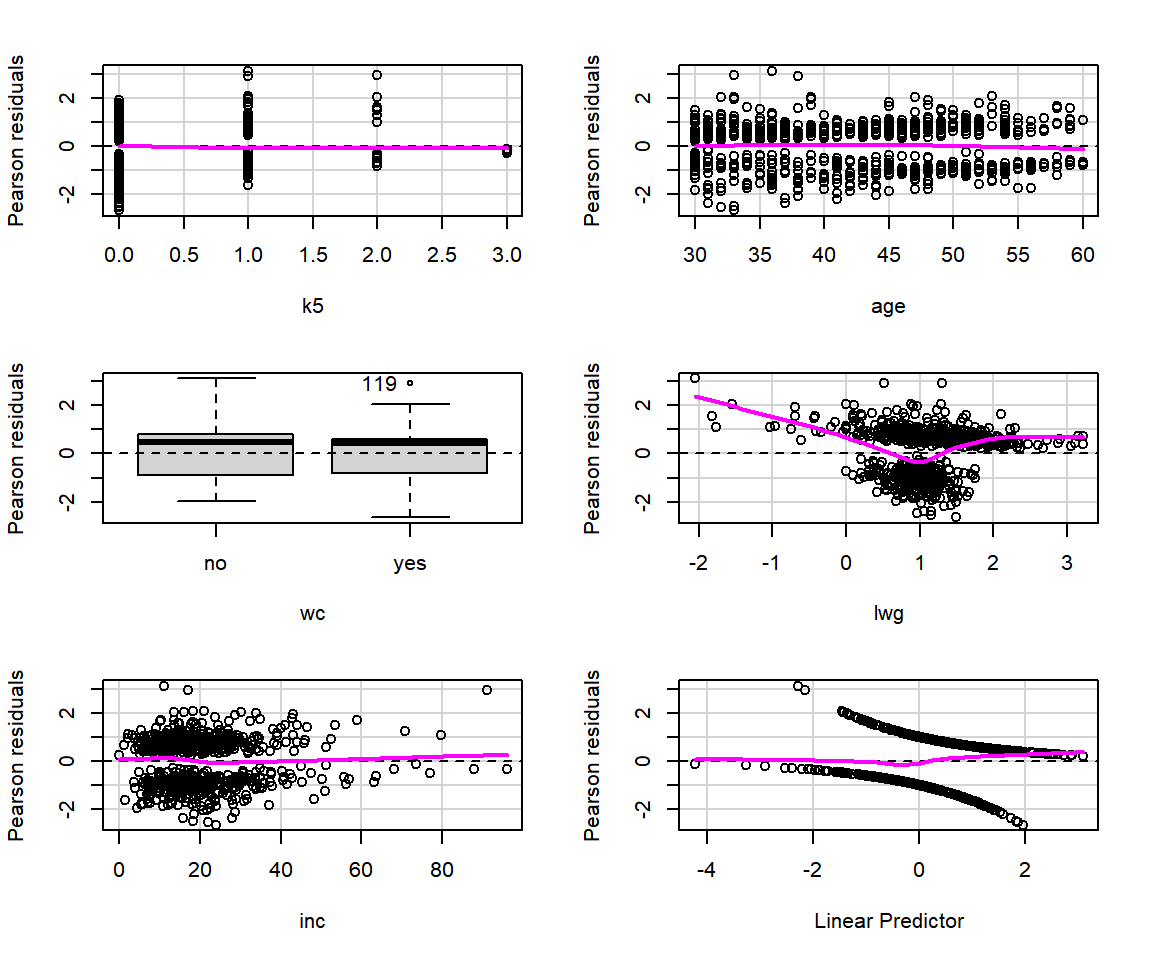 Pearson residuals
2
0
-2
0.0 0.5 1.0 1.5 2.0 2.5 3.0
k5
Pearson residuals
2
0
-2
30 35 40 45 50 55 60
age
Pearson residuals
2
0
-2
119
no yes
wc
Pearson residuals
2
0
-2
-2 -1 0 1 2 3
lwg
Pearson residuals
2
0
-2
0 20 40 60 80
inc
Pearson residuals
2
0
-2
-4 -2 0 2
Linear Predictor